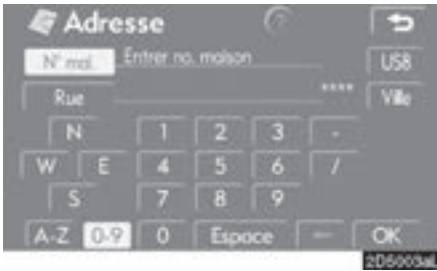 Adresse ?
N° mai. Entrer no. maison US8
Rue **** Ville
N 1 2 3 -
W E 4 5 6 /
S 7 8 9
A-Z 0-9 0 Espace ← OK
2D5003aL